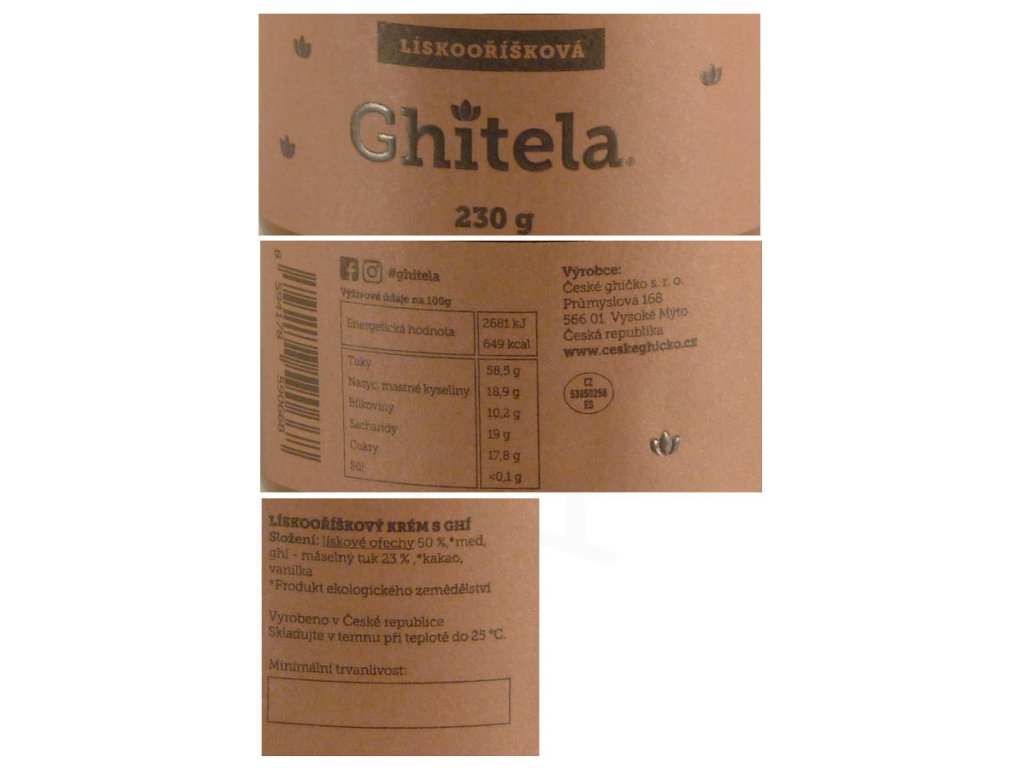 LÍSKOOŘÍŠKOVÁ
Ghitela®
230 g
8 594178 590668
#ghitela
Výživové údaje na 100g
Energetická hodnota 2681 kJ
649 kcal
Tuky 58,5 g
Nasyc. mastné kyseliny 18,9 g
Bílkoviny 10,2 g
Sacharidy 19 g
Cukry 17,8 g
Sůl <0,1 g
Výrobce:
České ghíčko s. r. o.
Průmyslová 168
566 01 Vysoké Mýto
Česká republika
www.ceskeghicko.cz
CZ
53959258
ES
LÍSKOOŘÍŠKOVÝ KRÉM S GHÍ
Složení: lískové ořechy 50 %,*med,
ghí - máselný tuk 23 % ,*kakao,
vanilka
*Produkt ekologického zemědělství
Vyrobeno v České republice
Skladujte v temnu při teplotě do 25 °C.
Minimální trvanlivost: